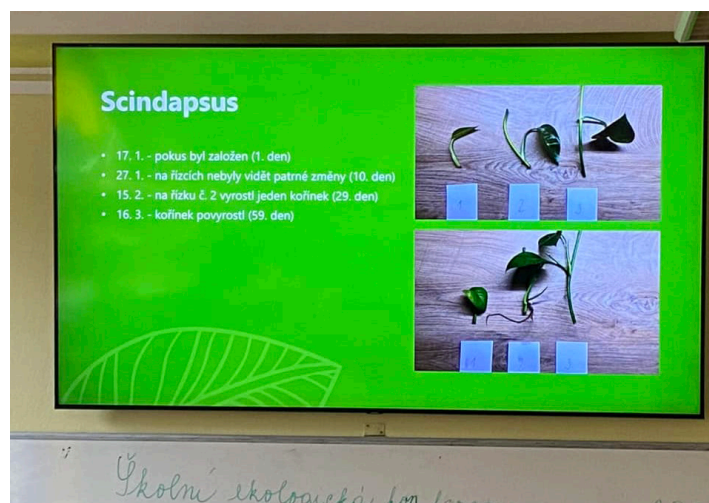 Scindapsus
• 17. 1. - pokus byl založen (1. den)
• 27. 1. - na řízcích nebyly vidět patrné změny (10. den)
• 15. 2. - na řízku č. 2 vyrostl jeden kořínek (29. den)
• 16. 3. - kořínek povyrostl (59. den)
1 2 3
Školní ekologická